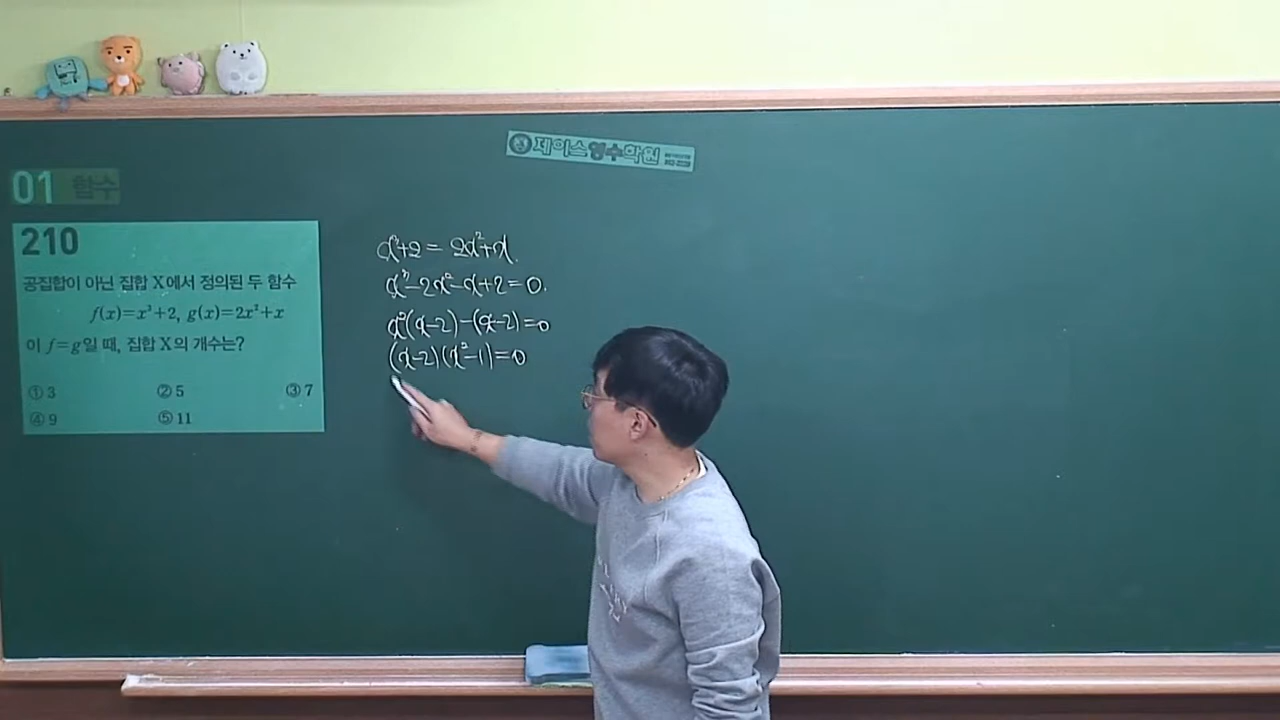 제이스영수학원
01 함수
210
공집합이 아닌 집합 X에서 정의된 두 함수
f(x)=x³+2, g(x)=2x²+x
이 f=g일 때, 집합 X의 개수는?
① 3 ② 5 ③ 7
④ 9 ⑤ 11
x³+2=2x²+x.
x³-2x²-x+2=0.
x²(x-2)-(x-2)=0
(x-2)(x²-1)=0